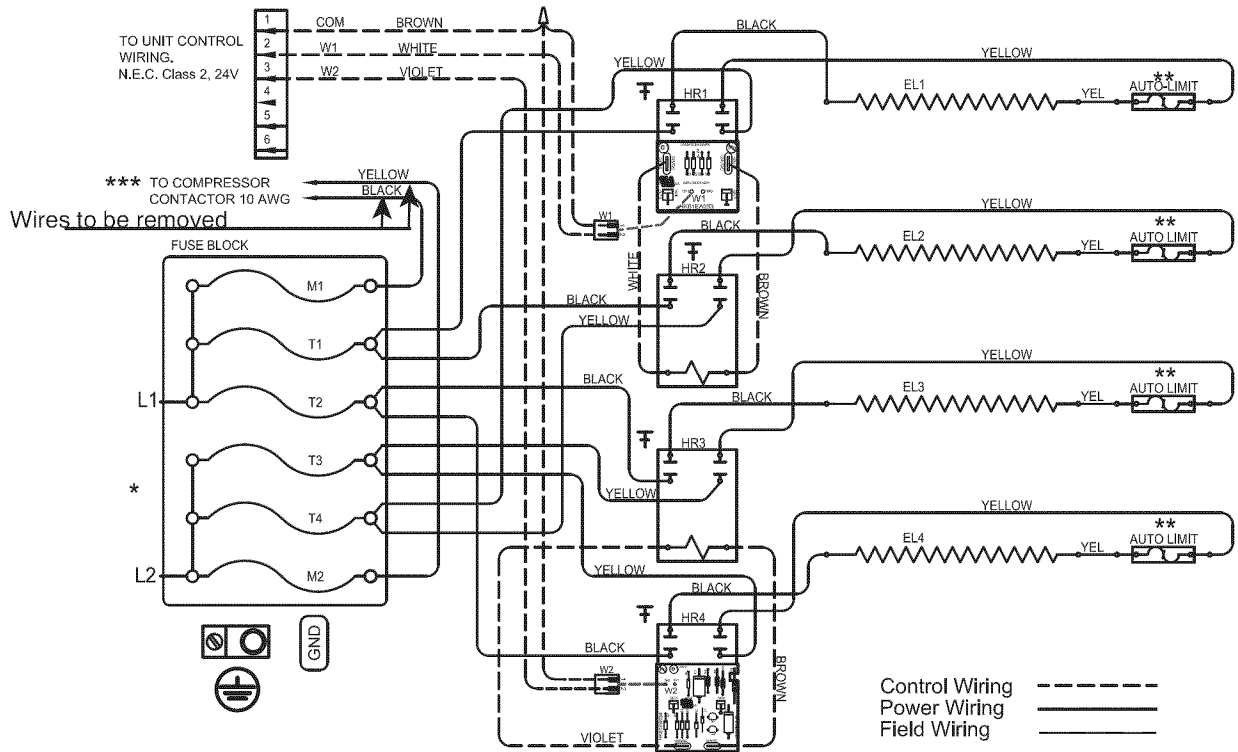 1
COM BROWN
2
W1 WHITE
3
W2 VIOLET
4
5
6
TO UNIT CONTROL
WIRING.
N.E.C. Class 2, 24V
BLACK
YELLOW
YELLOW
HR1
EL1
YEL
**
AUTO-LIMIT
W1
*** TO COMPRESSOR
CONTACTOR 10 AWG
YELLOW
BLACK
Wires to be removed
W1
FUSE BLOCK
M1
T1
T2
T3
T4
M2
L1
*
L2
GND
WHITE
BROWN
BLACK
YELLOW
HR2
EL2
YEL
**
AUTO LIMIT
BLACK
YELLOW
BLACK
BLACK
YELLOW
HR3
EL3
YEL
**
AUTO LIMIT
YELLOW
YELLOW
BLACK
YELLOW
HR4
EL4
YEL
**
AUTO LIMIT
BLACK
W2
W2
BROWN
VIOLET
Control Wiring
Power Wiring
Field Wiring